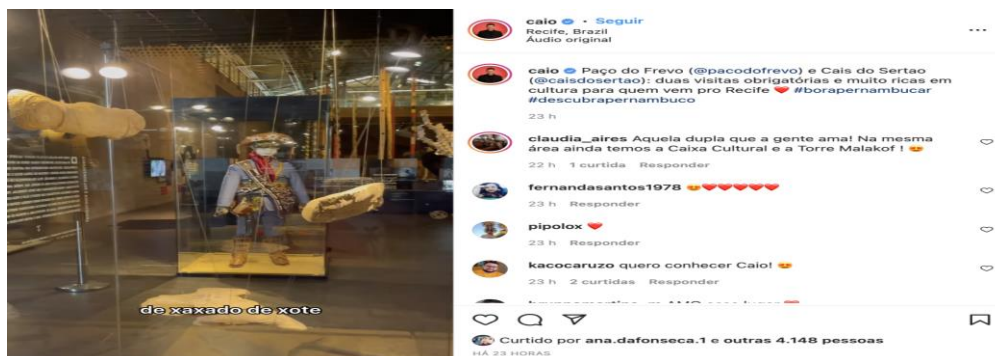 de xaxado de xote
caio • Seguir
Recife, Brazil
Áudio original
caio Paço do Frevo (@pacodofrevo) e Cais do Sertao
(@caisdosertao): duas visitas obrigatórias e muito ricas em
cultura para quem vem pro Recife ❤️ #borapernambucar
#descubrapernambuco
23 h
claudia_aires Aquela dupla que a gente ama! Na mesma
área ainda temos a Caixa Cultural e a Torre Malakof ! 😍
22 h 1 curtida Responder
fernandasantos1978 😍❤️❤️❤️❤️❤️
23 h Responder
pipolox ❤️
23 h Responder
kacocaruzo quero conhecer Caio! 😍
23 h 2 curtidas Responder
Curtido por ana.dafonseca.1 e outras 4.148 pessoas
HÁ 23 HORAS